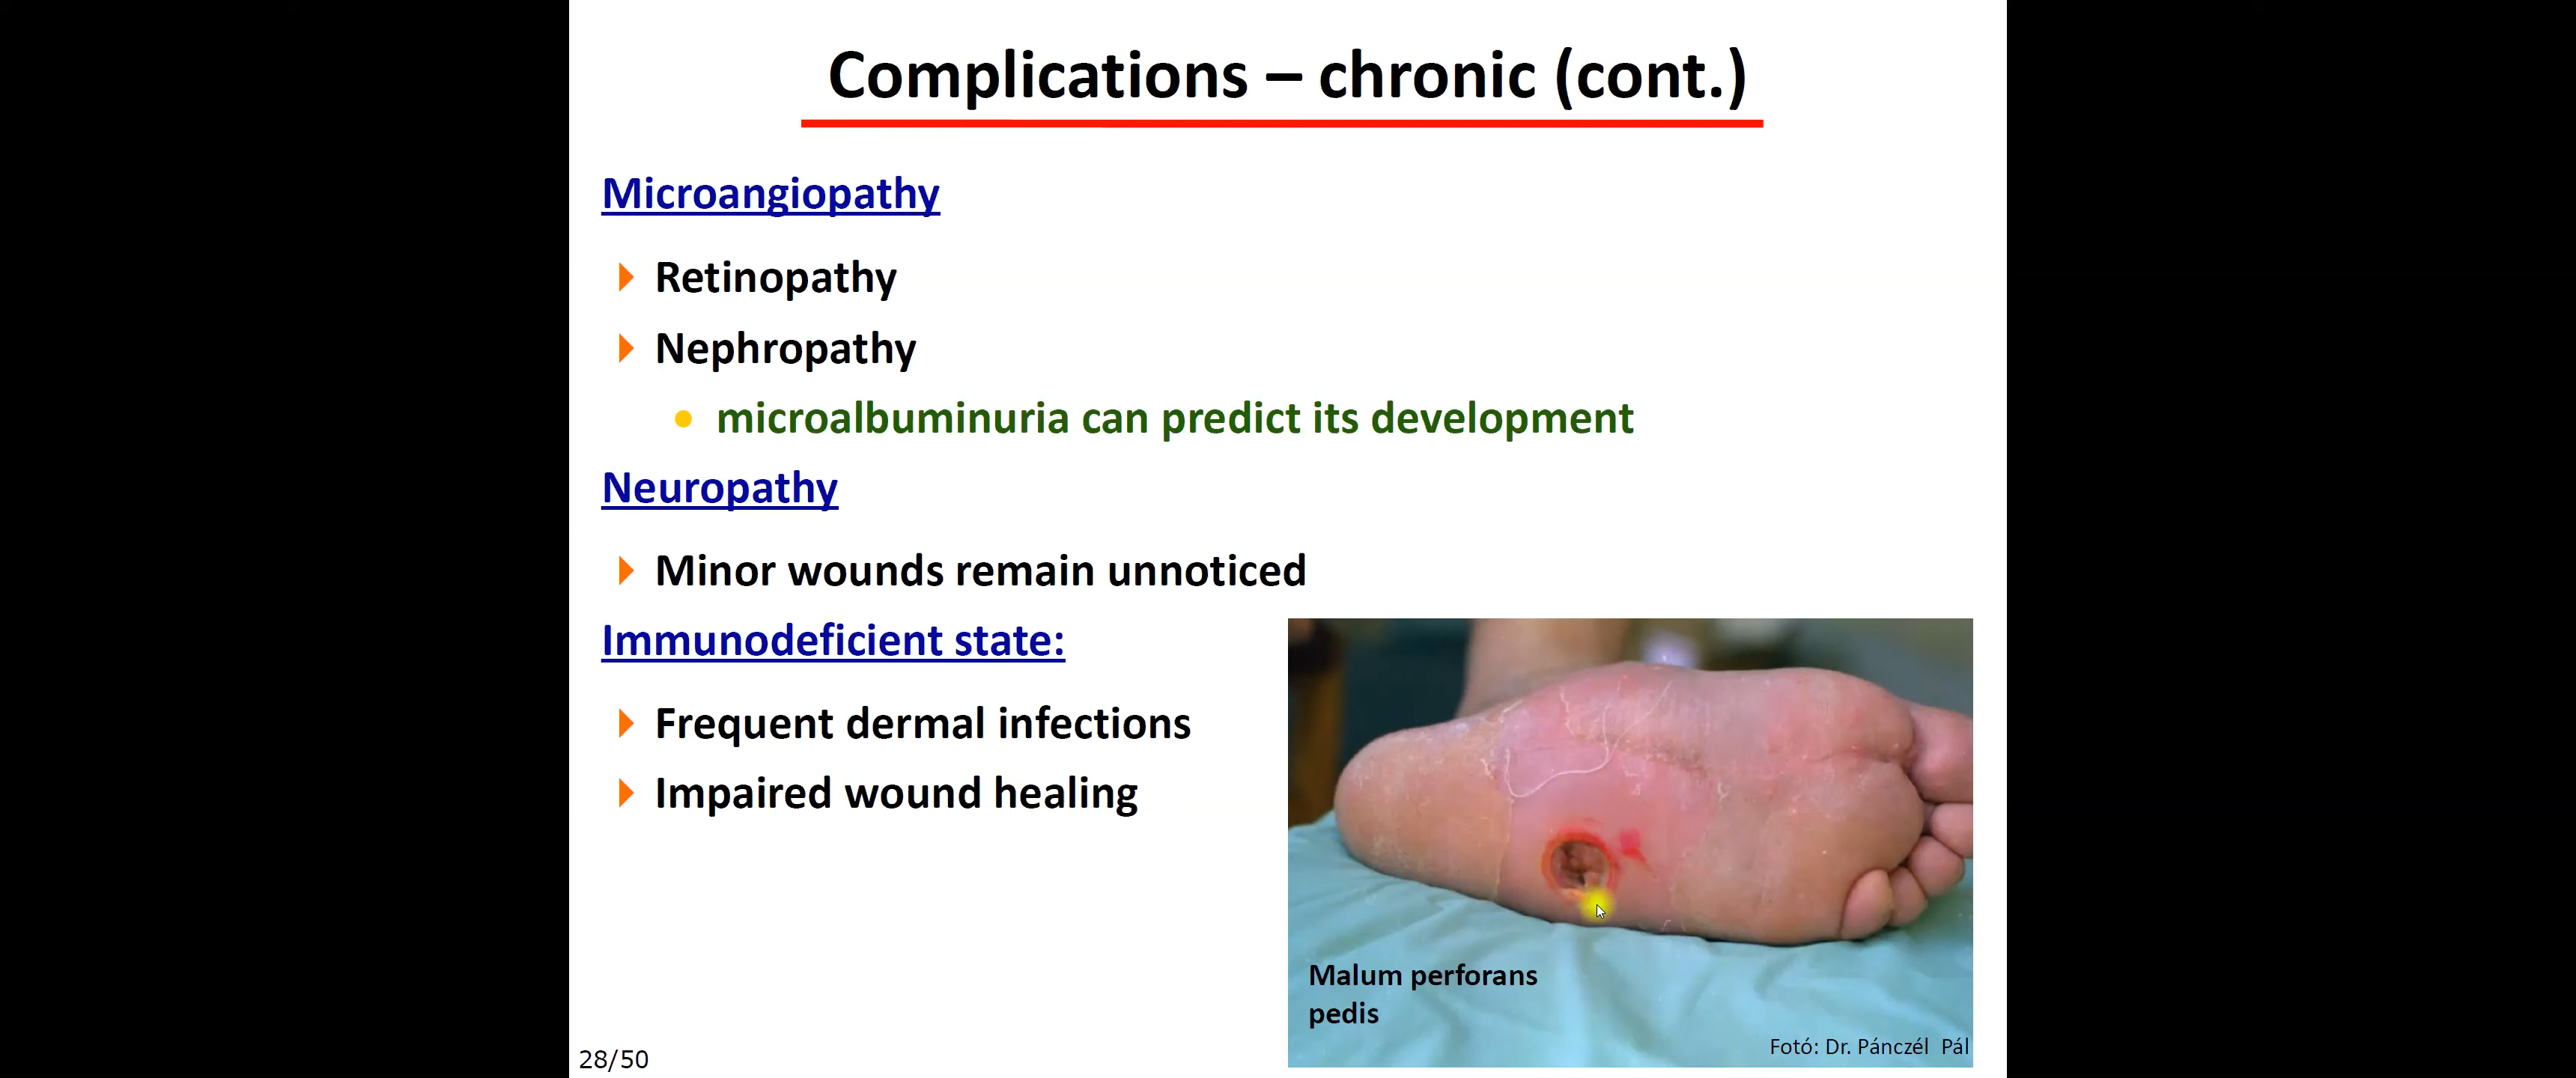 Complications – chronic (cont.)
Microangiopathy
Retinopathy
Nephropathy
microalbuminuria can predict its development
Neuropathy
Minor wounds remain unnoticed
Immunodeficient state:
Frequent dermal infections
Impaired wound healing
Malum perforans
pedis
Fotó: Dr. Pánczél Pál
28/50